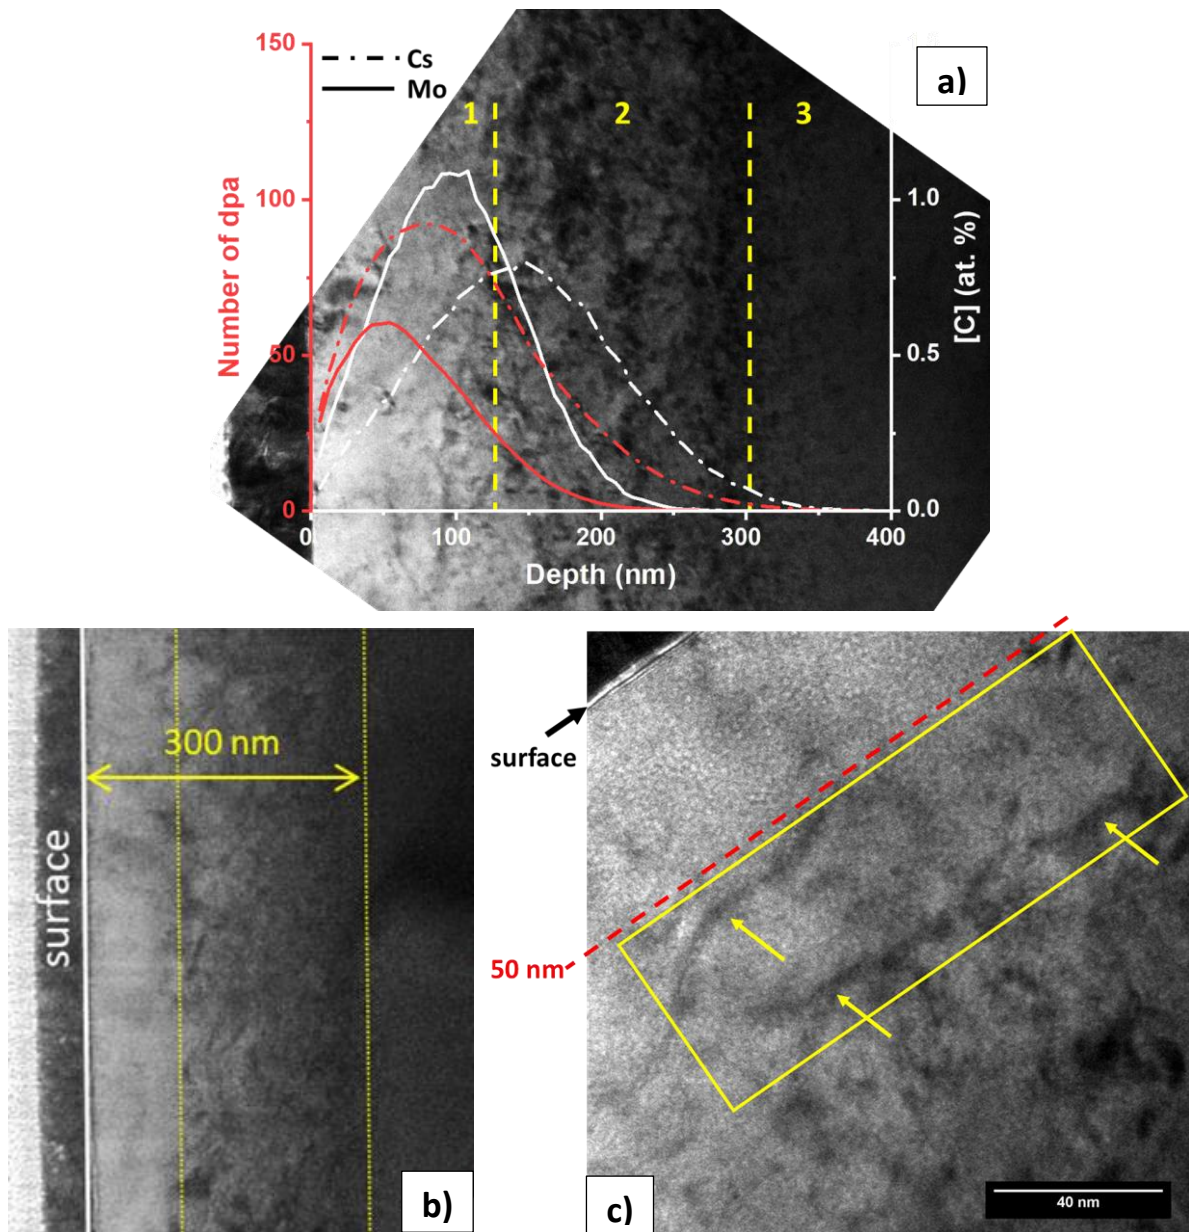 a)
Cs
Mo
1 2 3
Number of dpa
150
100
50
0
[C] (at. %)
1.0
0.5
0.0
0 100 200 300 400
Depth (nm)
b)
surface
300 nm
c)
surface
50 nm
40 nm